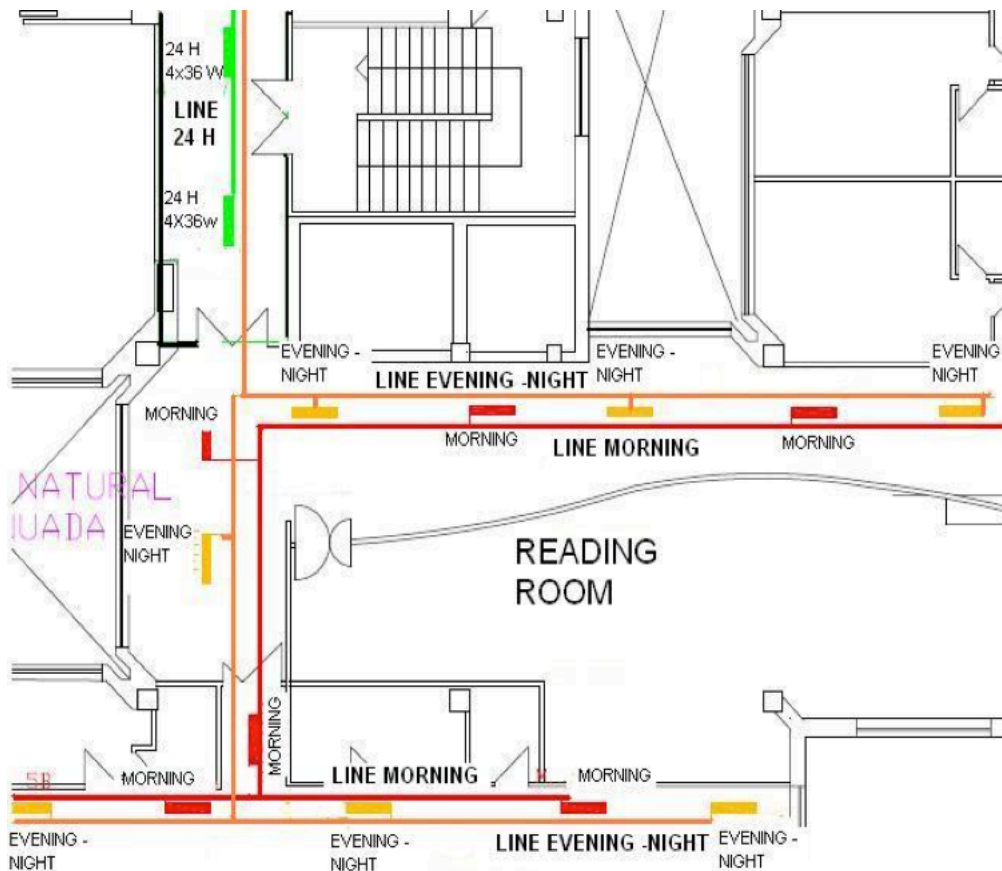 24 H
4x36 W
LINE
24 H
24 H
4X36w
EVENING -
NIGHT
EVENING -
NIGHT
EVENING
NIGHT
LINE EVENING -NIGHT
MORNING
MORNING
MORNING
LINE MORNING
NATURAL
EVENING -
NIGHT
READING
ROOM
MORNING
MORNING
LINE MORNING
MORNING
EVENING -
NIGHT
EVENING -
NIGHT
LINE EVENING -NIGHT
EVENING -
NIGHT